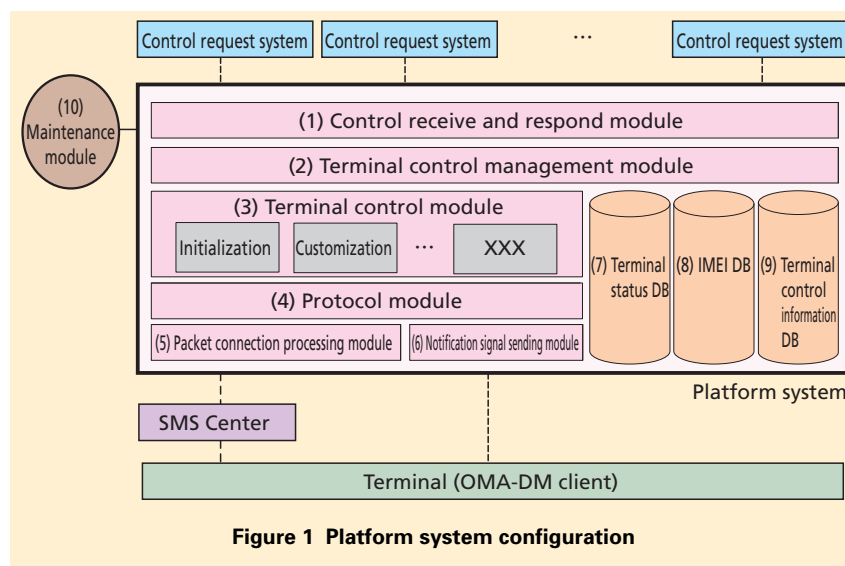 Control request system
Control request system
...
Control request system
(10)
Maintenance
module
(1) Control receive and respond module
(2) Terminal control management module
(3) Terminal control module
Initialization
Customization
...
XXX
(4) Protocol module
(5) Packet connection processing module
(6) Notification signal sending module
(7) Terminal
status DB
(8) IMEI DB
(9) Terminal
control
information
DB
Platform system
SMS Center
Terminal (OMA-DM client)
Figure 1 Platform system configuration